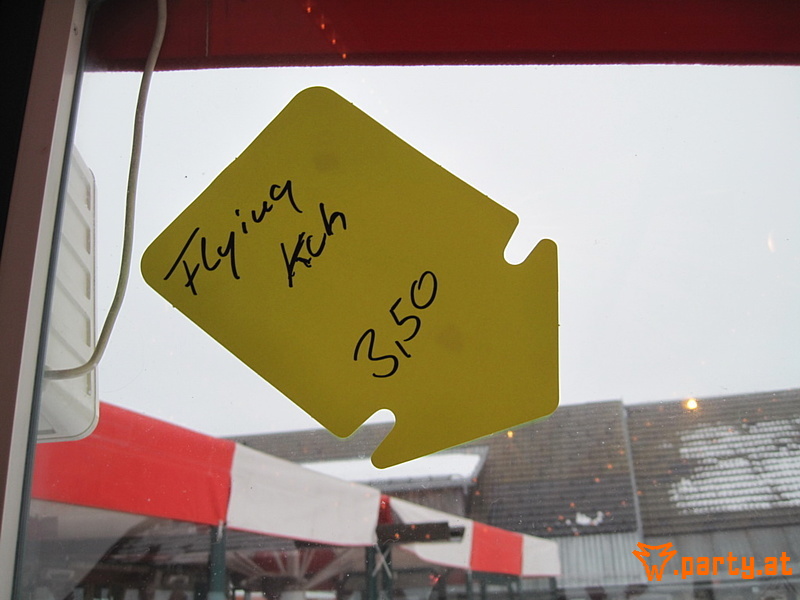 Flying
Kch
3,50
w.party.at